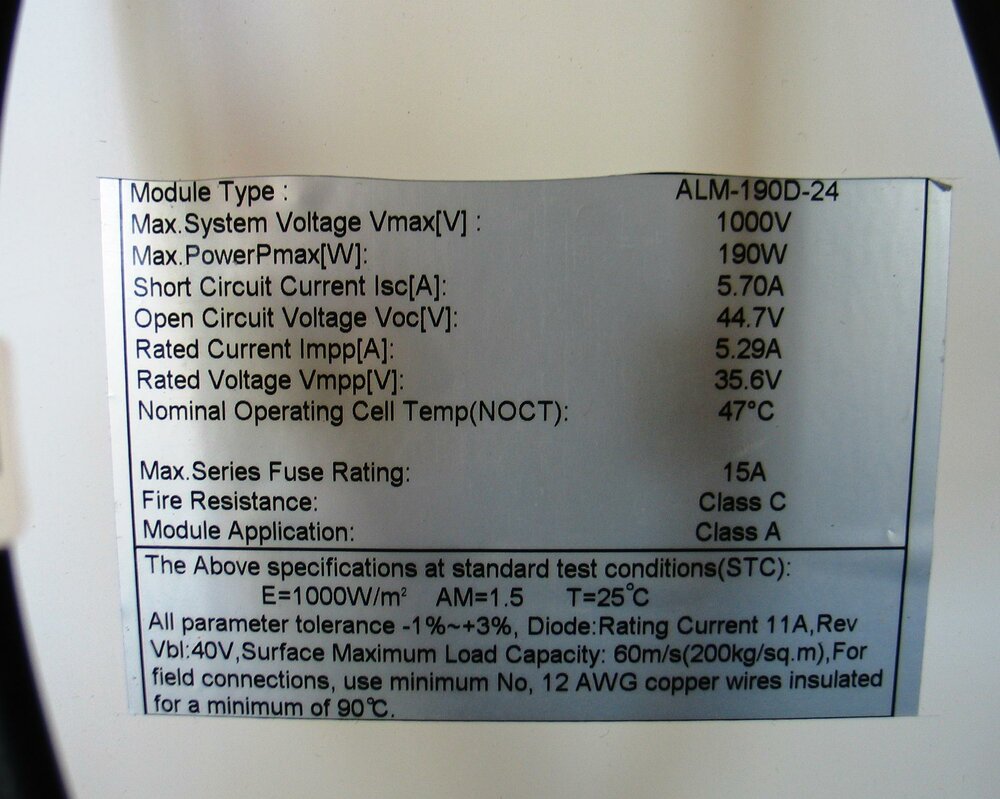 Module Type : ALM-190D-24
Max.System Voltage Vmax[V] : 1000V
Max.PowerPmax[W]: 190W
Short Circuit Current Isc[A]: 5.70A
Open Circuit Voltage Voc[V]: 44.7V
Rated Current Impp[A]: 5.29A
Rated Voltage Vmpp[V]: 35.6V
Nominal Operating Cell Temp(NOCT): 47°C
Max.Series Fuse Rating: 15A
Fire Resistance: Class C
Module Application: Class A
The Above specifications at standard test conditions(STC):
E=1000W/m² AM=1.5 T=25℃
All parameter tolerance -1%~+3%, Diode:Rating Current 11A,Rev
Vbl:40V,Surface Maximum Load Capacity: 60m/s(200kg/sq.m),For
field connections, use minimum No, 12 AWG copper wires insulated
for a minimum of 90℃.